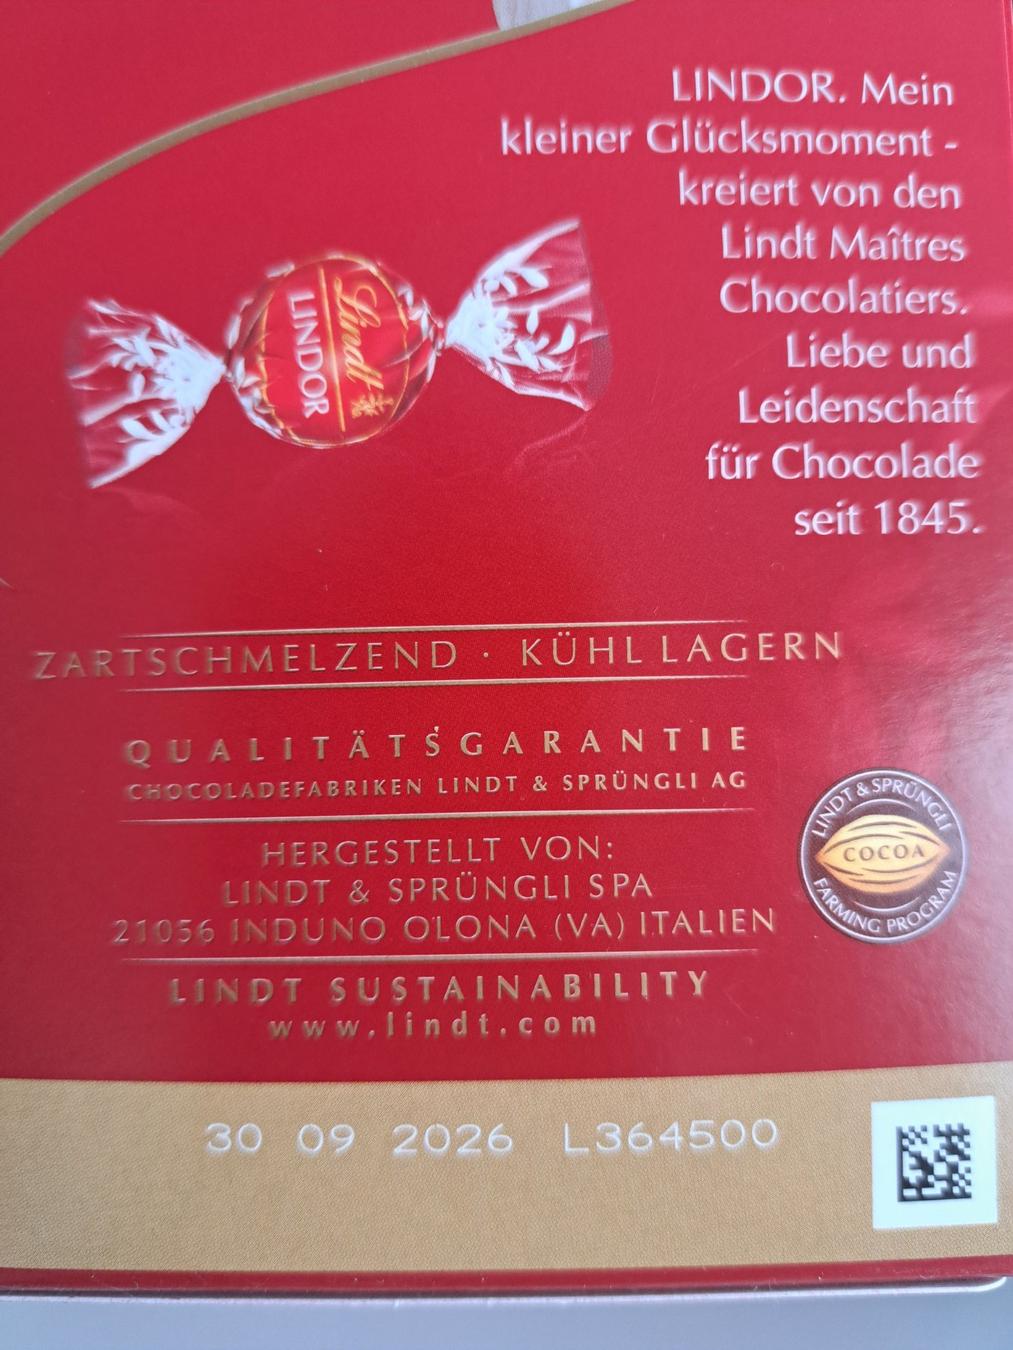 LINDOR. Mein
kleiner Glücksmoment -
kreiert von den
Lindt Maîtres
Chocolatiers.
Liebe und
Leidenschaft
für Chocolade
seit 1845.
Lindt
LINDOR
ZARTSCHMELZEND · KÜHL LAGERN
QUALITÄTSGARANTIE
CHOCOLADEFABRIKEN LINDT & SPRÜNGLI AG
HERGESTELLT VON:
LINDT & SPRÜNGLI SPA
21056 INDUNO OLONA (VA) ITALIEN
LINDT & SPRÜNGLI
COCOA
FARMING PROGRAM
LINDT SUSTAINABILITY
www.lindt.com
30 09 2026 L364500